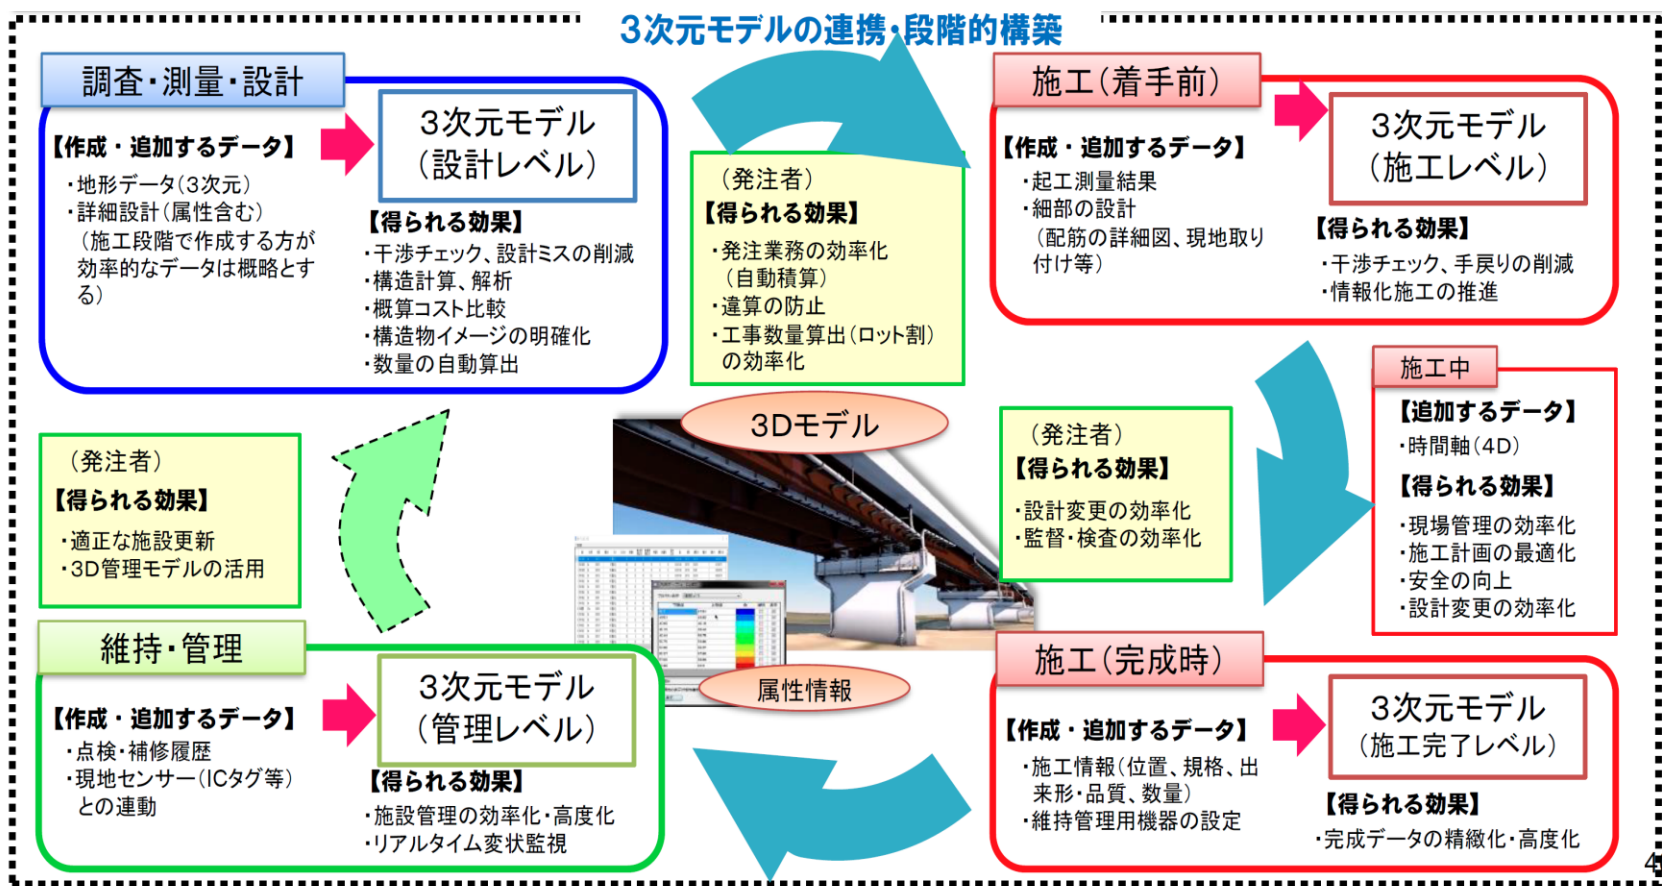 3次元モデルの連携・段階的構築
調査・測量・設計
3次元モデル
（設計レベル）
【作成・追加するデータ】
・地形データ（3次元）
・詳細設計（属性含む）
（施工段階で作成する方が
効率的なデータは概略とす
る）
【得られる効果】
・干渉チェック、設計ミスの削減
・構造計算、解析
・概算コスト比較
・構造物イメージの明確化
・数量の自動算出
（発注者）
【得られる効果】
・発注業務の効率化
（自動積算）
・違算の防止
・工事数量算出（ロット割）
の効率化
施工（着手前）
3次元モデル
（施工レベル）
【作成・追加するデータ】
・起工測量結果
・細部の設計
（配筋の詳細図、現地取り
付け等）
【得られる効果】
・干渉チェック、手戻りの削減
・情報化施工の推進
施工中
【追加するデータ】
・時間軸（4D）
【得られる効果】
・現場管理の効率化
・施工計画の最適化
・安全の向上
・設計変更の効率化
（発注者）
【得られる効果】
・設計変更の効率化
・監督・検査の効率化
3Dモデル
属性情報
施工（完成時）
3次元モデル
（施工完了レベル）
【作成・追加するデータ】
・施工情報（位置、規格、出
来形・品質、数量）
・維持管理用機器の設定
【得られる効果】
・完成データの精緻化・高度化
（発注者）
【得られる効果】
・適正な施設更新
・3D管理モデルの活用
維持・管理
3次元モデル
（管理レベル）
【作成・追加するデータ】
・点検・補修履歴
・現地センサー（ICタグ等）
との連動
【得られる効果】
・施設管理の効率化・高度化
・リアルタイム変状監視
4